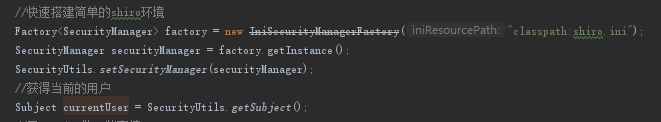 //快速搭建简单的shiro环境
Factory<SecurityManager> factory = new IniSecurityManagerFactory( iniResourcePath: "classpath:shiro.ini");
SecurityManager securityManager = factory.getInstance();
SecurityUtils.setSecurityManager(securityManager);
//获得当前的用户
Subject currentUser = SecurityUtils.getSubject();